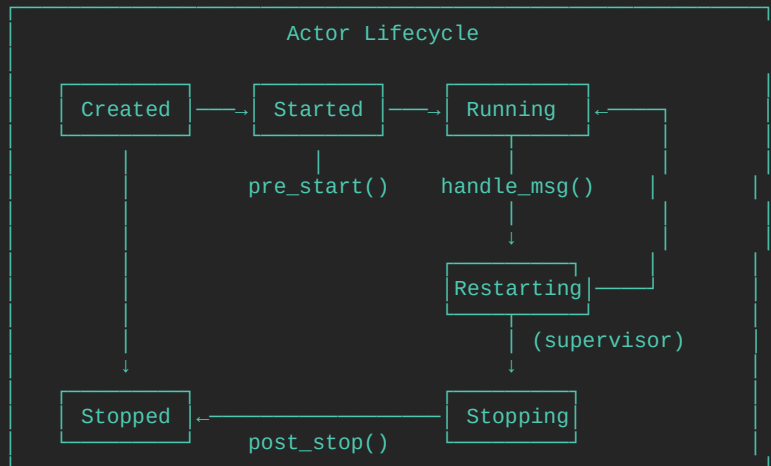 Actor Lifecycle
Created Started Running
pre_start() handle_msg()
Restarting
(supervisor)
Stopped Stopping
post_stop()